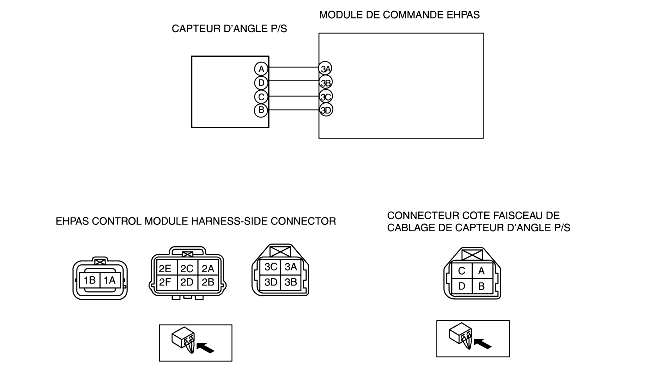 MODULE DE COMMANDE EHPAS
CAPTEUR D'ANGLE P/S
A 3A
D 3B
C 3C
B 3D
EHPAS CONTROL MODULE HARNESS-SIDE CONNECTOR
CONNECTEUR COTE FAISCEAU DE
CABLAGE DE CAPTEUR D'ANGLE P/S
1B 1A
2E 2C 2A
2F 2D 2B
3C 3A
3D 3B
C A
D B